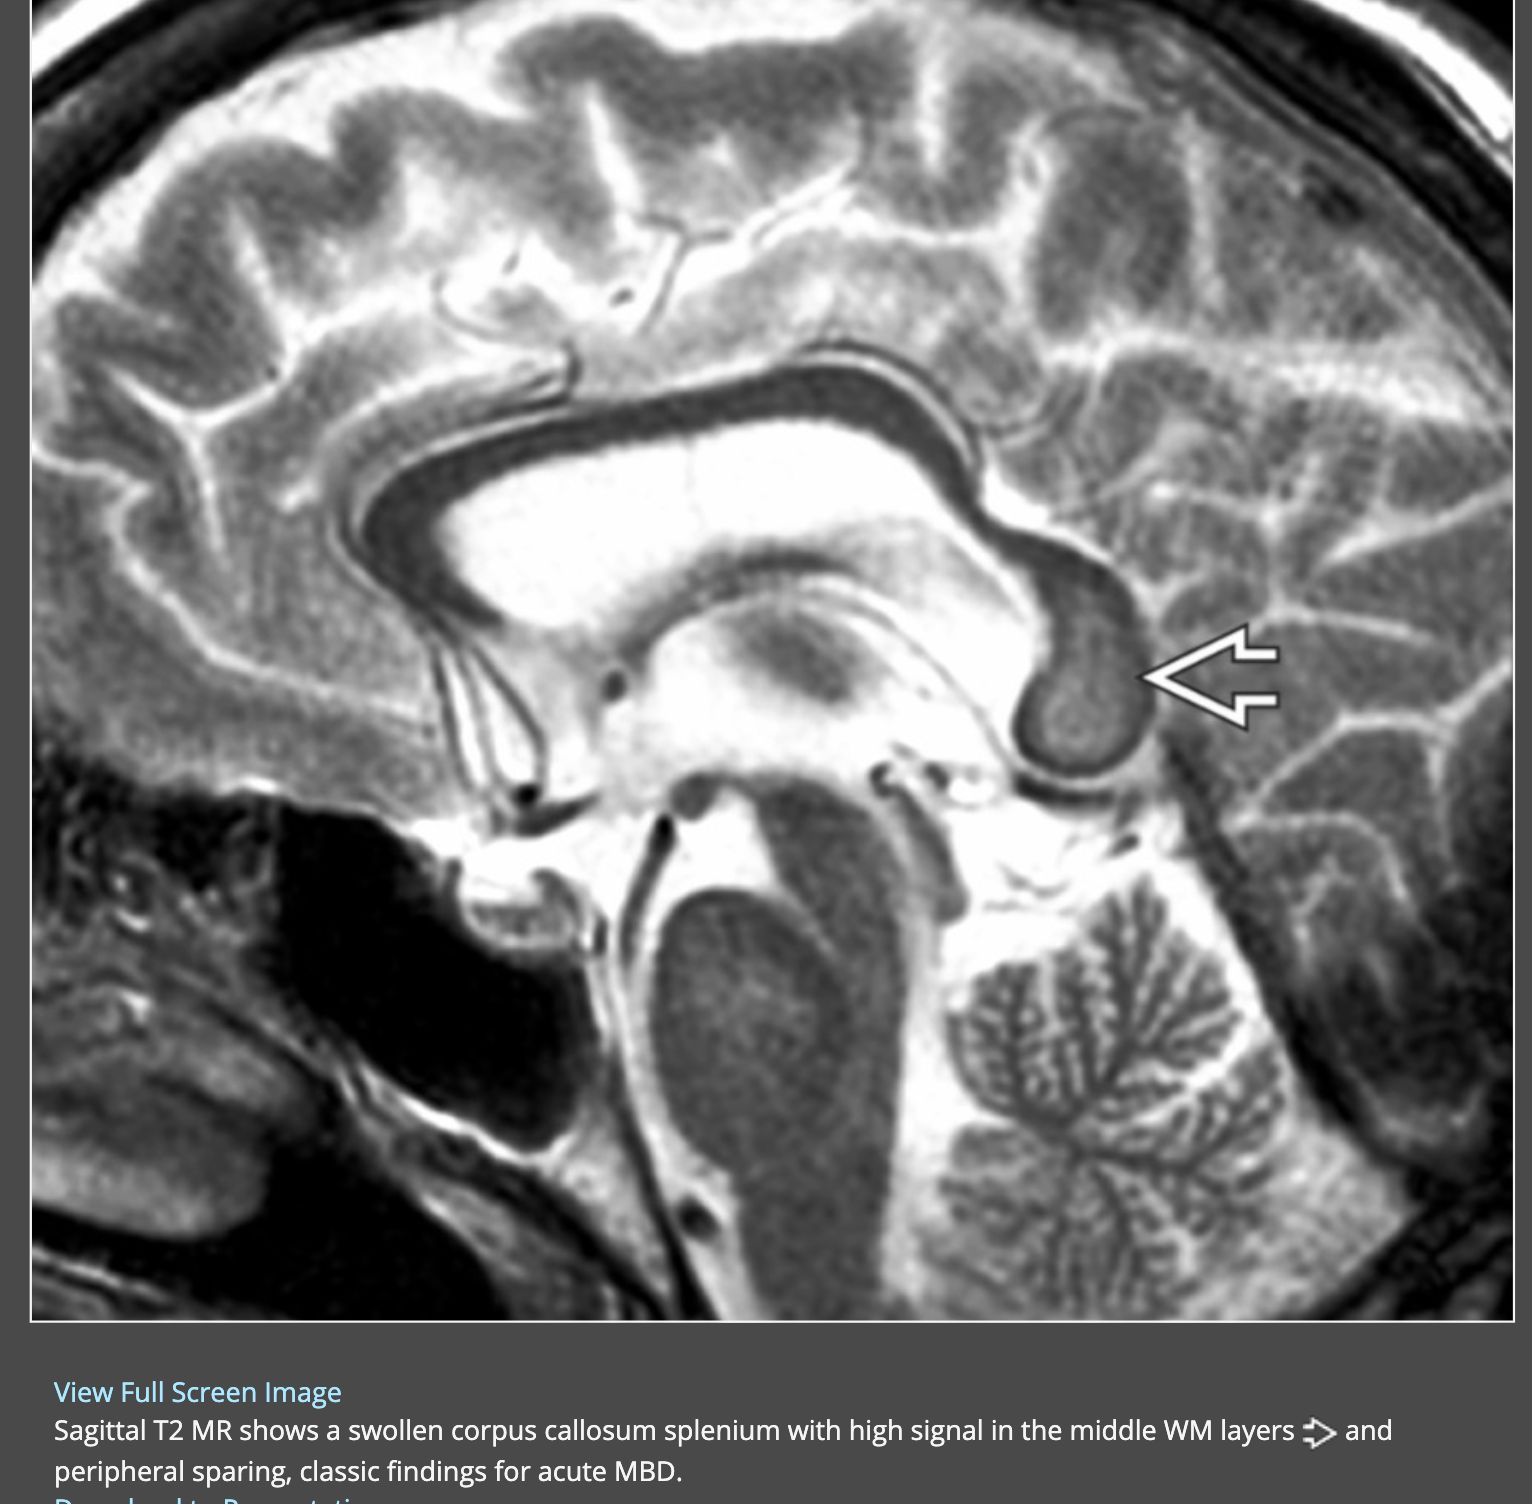 View Full Screen Image
Sagittal T2 MR shows a swollen corpus callosum splenium with high signal in the middle WM layers and
peripheral sparing, classic findings for acute MBD.